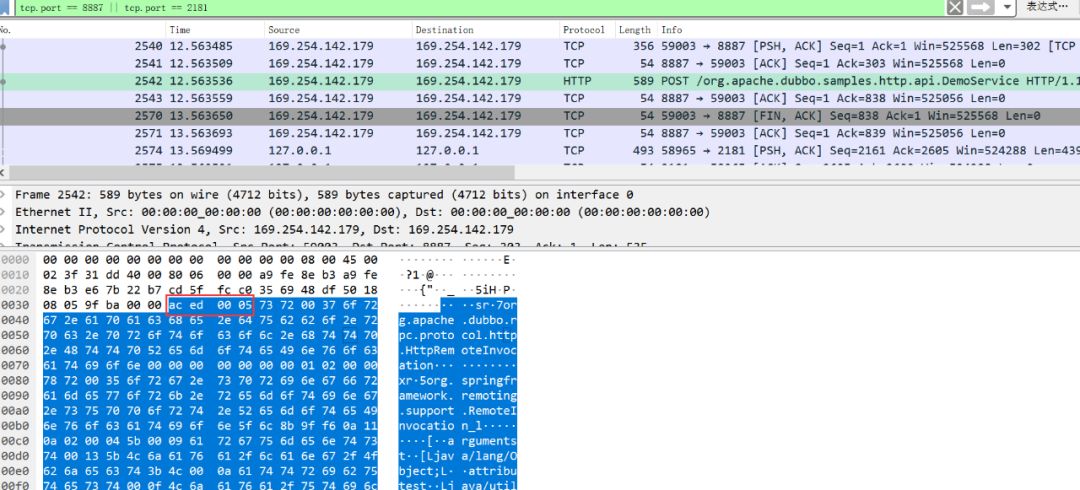 tcp.port == 8887 || tcp.port == 2181 表达式…
No. Time Source Destination Protocol Length Info
2540 12.563485 169.254.142.179 169.254.142.179 TCP 356 59003 → 8887 [PSH, ACK] Seq=1 Ack=1 Win=525568 Len=302 [TCP
2541 12.563509 169.254.142.179 169.254.142.179 TCP 54 8887 → 59003 [ACK] Seq=1 Ack=303 Win=525568 Len=0
2542 12.563536 169.254.142.179 169.254.142.179 HTTP 589 POST /org.apache.dubbo.samples.http.api.DemoService HTTP/1.1
2543 12.563559 169.254.142.179 169.254.142.179 TCP 54 8887 → 59003 [ACK] Seq=1 Ack=838 Win=525056 Len=0
2570 13.563650 169.254.142.179 169.254.142.179 TCP 54 59003 → 8887 [FIN, ACK] Seq=838 Ack=1 Win=525568 Len=0
2571 13.563693 169.254.142.179 169.254.142.179 TCP 54 8887 → 59003 [ACK] Seq=1 Ack=839 Win=525056 Len=0
2574 13.569499 127.0.0.1 127.0.0.1 TCP 493 58965 → 2181 [PSH, ACK] Seq=2161 Ack=2605 Win=524288 Len=439
Frame 2542: 589 bytes on wire (4712 bits), 589 bytes captured (4712 bits) on interface 0
Ethernet II, Src: 00:00:00_00:00:00 (00:00:00:00:00:00), Dst: 00:00:00_00:00:00 (00:00:00:00:00:00)
Internet Protocol Version 4, Src: 169.254.142.179, Dst: 169.254.142.179
Transmission Control Protocol, Src Port: 59003, Dst Port: 8887, Seq: 303, Ack: 1, Len: 535
0000 00 00 00 00 00 00 00 00 00 00 00 00 08 00 45 00 ··············E·
0010 02 3f 31 dd 40 00 80 06 00 00 a9 fe 8e b3 a9 fe ·?1·@···········
0020 8e b3 e6 7b 22 b7 cd 5f fc c0 35 69 48 df 50 18 ···{"··_··5iH·P·
0030 08 05 9f ba 00 00 ac ed 00 05 73 72 00 37 6f 72 ··········sr·7or
0040 67 2e 61 70 61 63 68 65 2e 64 75 62 62 6f 2e 72 g.apache.dubbo.r
0050 70 63 2e 70 72 6f 74 6f 63 6f 6c 2e 68 74 74 70 pc.protocol.http
0060 2e 48 74 74 70 52 65 6d 6f 74 65 49 6e 76 6f 63 .HttpRemoteInvoc
0070 61 74 69 6f 6e 00 00 00 00 00 00 00 01 02 00 00 ation···········
0080 78 72 00 35 6f 72 67 2e 73 70 72 69 6e 67 66 72 xr·5org.springfr
0090 61 6d 65 77 6f 72 6b 2e 72 65 6d 6f 74 69 6e 67 amework.remoting
00a0 2e 73 75 70 70 6f 72 74 2e 52 65 6d 6f 74 65 49 .support.RemoteI
00b0 6e 76 6f 63 61 74 69 6f 6e 5f 6c 8b 9f f6 0a 11 nvocation_l·····
00c0 0a 02 00 04 5b 00 09 61 72 67 75 6d 65 6e 74 73 ····[··arguments
00d0 74 00 13 5b 4c 6a 61 76 61 2f 6c 61 6e 67 2f 4f t··[Ljava/lang/O
00e0 62 6a 65 63 74 3b 4c 00 0a 61 74 74 72 69 62 75 bject;L··attribu
00f0 74 65 73 74 00 0f 4c 6a 61 76 61 2f 75 74 69 6c test··Ljava/util